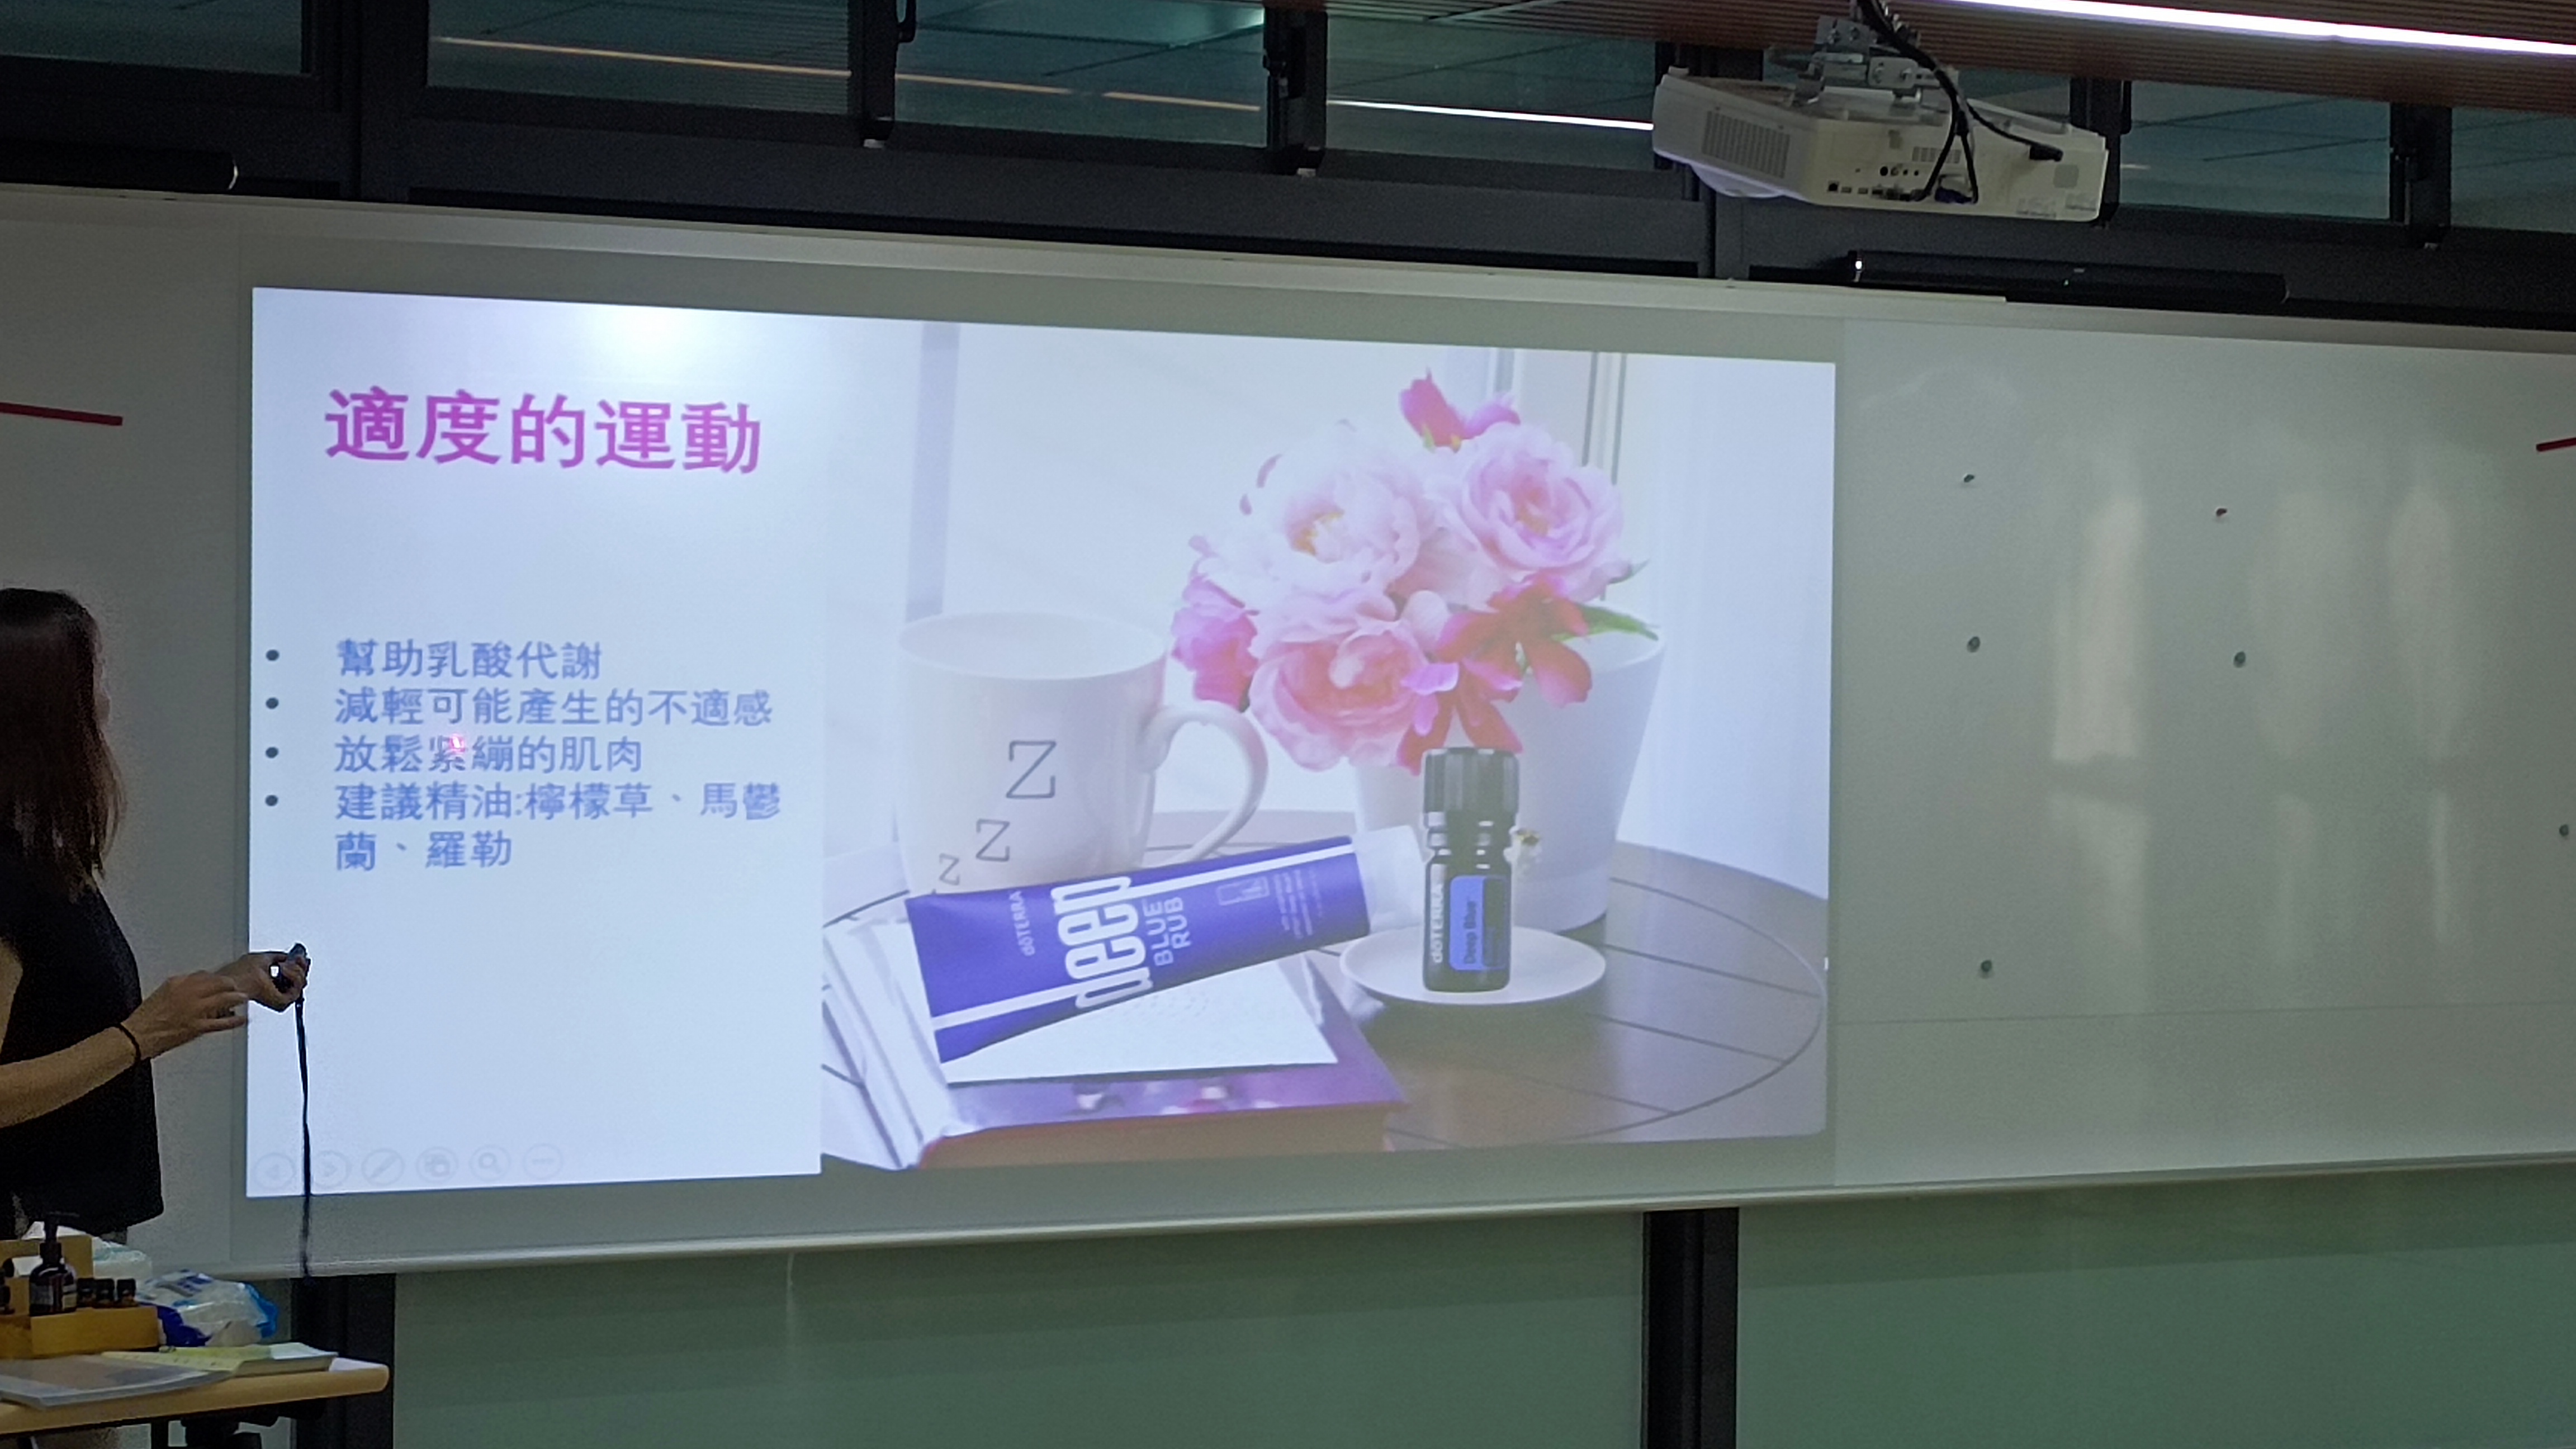 適度的運動
幫助乳酸代謝
減輕可能產生的不適感
放鬆緊繃的肌肉
建議精油:檸檬草、馬鬱
蘭、羅勒
Z
Z
z
dōTERRA
deep
BLUE
RUB
dōTERRA
Deep Blue